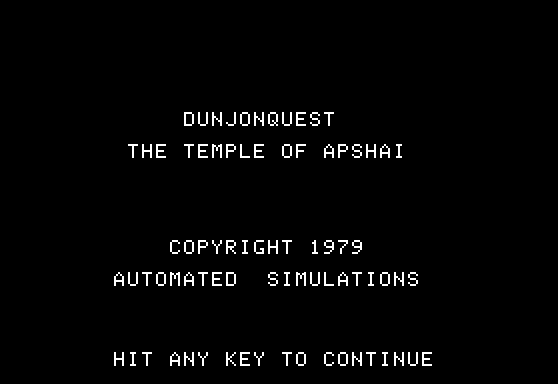 DUNJONQUEST
THE TEMPLE OF APSHAI
COPYRIGHT 1979
AUTOMATED  SIMULATIONS
HIT ANY KEY TO CONTINUE